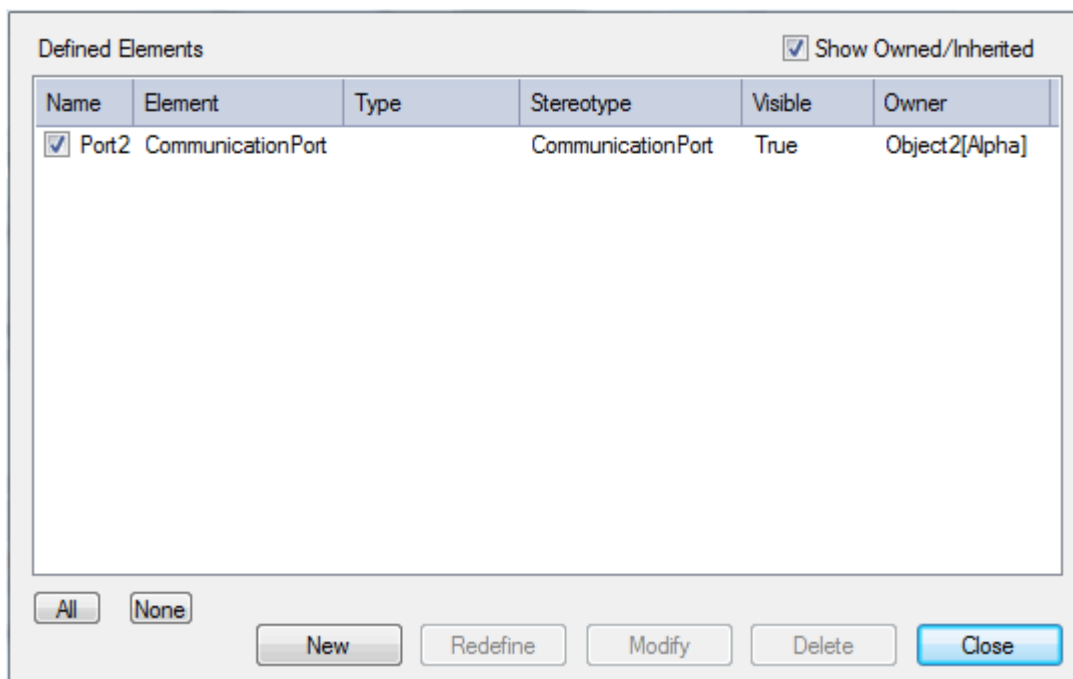 Defined Elements Show Owned/Inherited
Name Element Type Stereotype Visible Owner
Port2 CommunicationPort CommunicationPort True Object2[Alpha]
All None
New Redefine Modify Delete Close